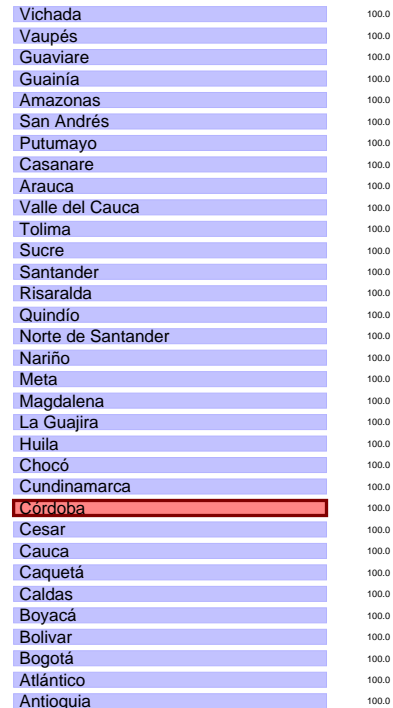 Vichada 100.0
Vaupés 100.0
Guaviare 100.0
Guainía 100.0
Amazonas 100.0
San Andrés 100.0
Putumayo 100.0
Casanare 100.0
Arauca 100.0
Valle del Cauca 100.0
Tolima 100.0
Sucre 100.0
Santander 100.0
Risaralda 100.0
Quindío 100.0
Norte de Santander 100.0
Nariño 100.0
Meta 100.0
Magdalena 100.0
La Guajira 100.0
Huila 100.0
Chocó 100.0
Cundinamarca 100.0
Córdoba 100.0
Cesar 100.0
Cauca 100.0
Caquetá 100.0
Caldas 100.0
Boyacá 100.0
Bolivar 100.0
Bogotá 100.0
Atlántico 100.0
Antioquia 100.0